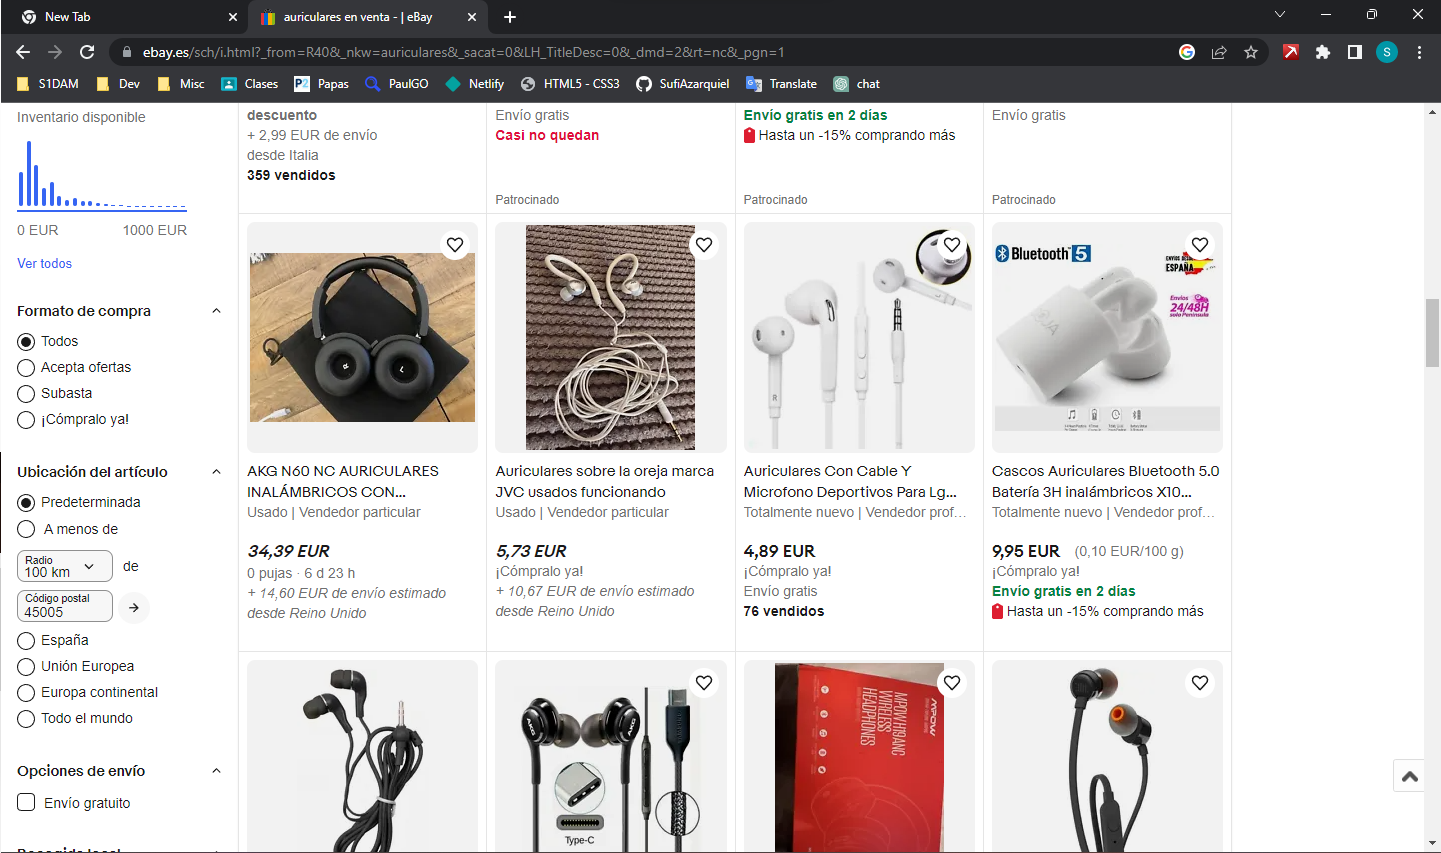 New Tab
auriculares en venta - | eBay
ebay.es/sch/i.html?_from=R40&_nkw=auriculares&_sacat=0&LH_TitleDesc=0&_dmd=2&rt=nc&_pgn=1
S
S1DAM
Dev
Misc
Clases
Papas
PaulGO
Netlify
HTML5 - CSS3
SufiAzarquiel
Translate
chat
Inventario disponible
0 EUR 1000 EUR
Ver todos
Formato de compra
Todos
Acepta ofertas
Subasta
¡Cómpralo ya!
Ubicación del artículo
Predeterminada
A menos de
Radio
100 km
de
Código postal
45005
España
Unión Europea
Europa continental
Todo el mundo
Opciones de envío
Envío gratuito
descuento
+ 2,99 EUR de envío
desde Italia
359 vendidos
Envío gratis
Casi no quedan
Patrocinado
Envío gratis en 2 días
Hasta un -15% comprando más
Patrocinado
Envío gratis
Patrocinado
R
L
AKG N60 NC AURICULARES
INALÁMBRICOS CON...
Usado | Vendedor particular
34,39 EUR
0 pujas · 6 d 23 h
+ 14,60 EUR de envío estimado
desde Reino Unido
Auriculares sobre la oreja marca
JVC usados funcionando
Usado | Vendedor particular
5,73 EUR
¡Cómpralo ya!
+ 10,67 EUR de envío estimado
desde Reino Unido
R
Auriculares Con Cable Y
Microfono Deportivos Para Lg...
Totalmente nuevo | Vendedor prof...
4,89 EUR
¡Cómpralo ya!
Envío gratis
76 vendidos
Bluetooth 5
ESPAÑA
Envíos
24/48H
solo Peninsula
Cascos Auriculares Bluetooth 5.0
Batería 3H inalámbricos X10...
Totalmente nuevo | Vendedor prof...
9,95 EUR (0,10 EUR/100 g)
¡Cómpralo ya!
Envío gratis en 2 días
Hasta un -15% comprando más
AKG
AKG
Type-C
MPOW
MPOW H19 ANC
WIRELESS
HEADPHONES